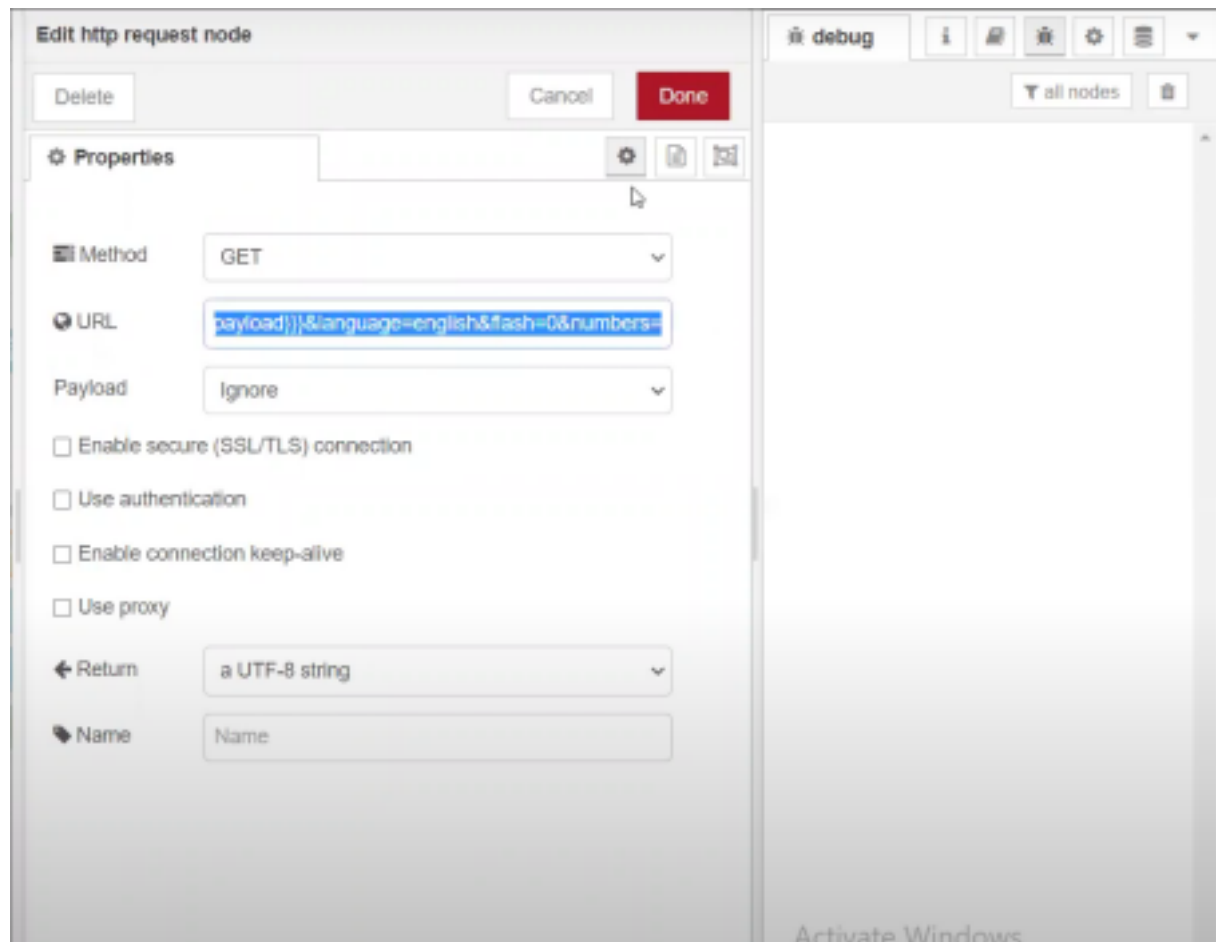 Edit http request node
debug
Delete
Cancel
Done
all nodes
Properties
Method
GET
URL
payload}}}&language=english&flash=0&numbers=
Payload
Ignore
Enable secure (SSL/TLS) connection
Use authentication
Enable connection keep-alive
Use proxy
Return
a UTF-8 string
Name
Name
Activate Windows